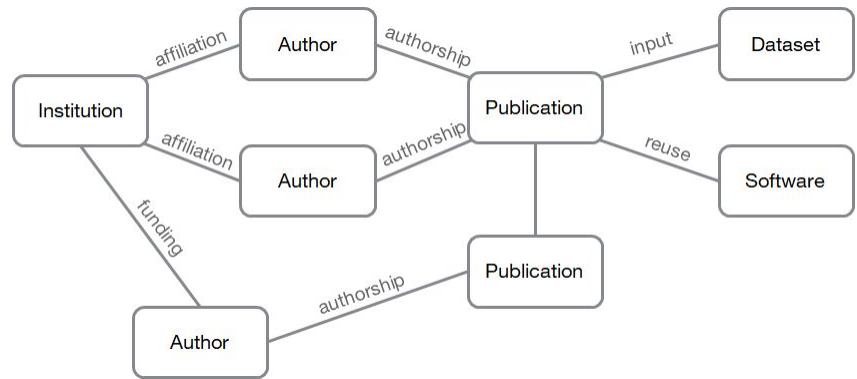 affiliation
Author
authorship
input
Dataset
Institution
Publication
affiliation
Author
authorship
reuse
Software
funding
Publication
authorship
Author